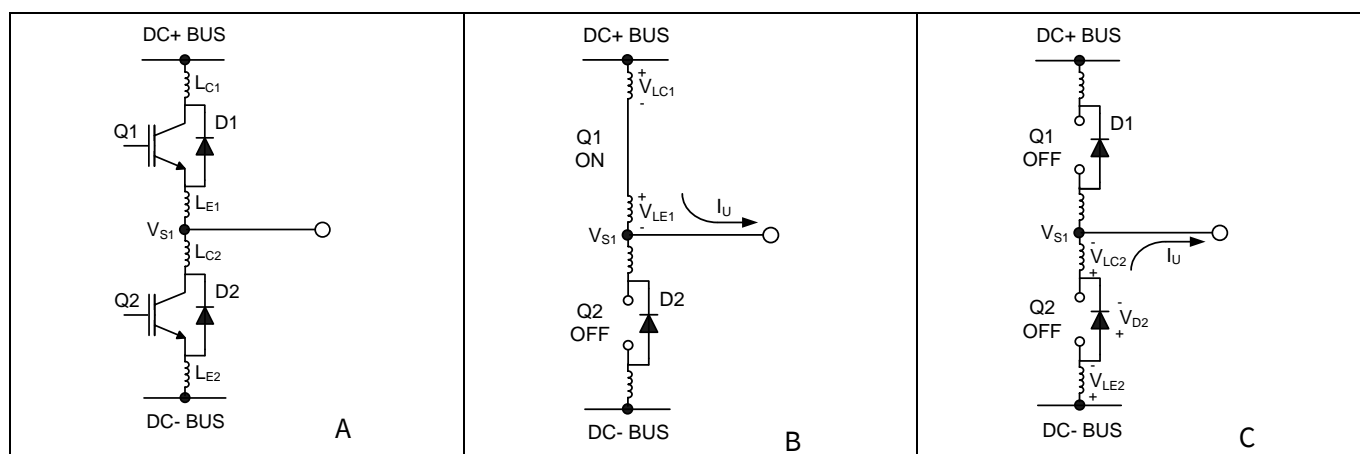 DC+ BUS
LC1
Q1
D1
LE1
VS1
LC2
Q2
D2
LE2
DC- BUS
A
DC+ BUS
+
VLC1
-
Q1
ON
+
VLE1
-
IU
VS1
D2
Q2
OFF
DC- BUS
B
DC+ BUS
D1
Q1
OFF
VS1
-
VLC2
+
IU
Q2
OFF
-
VD2
+
-
VLE2
+
DC- BUS
C